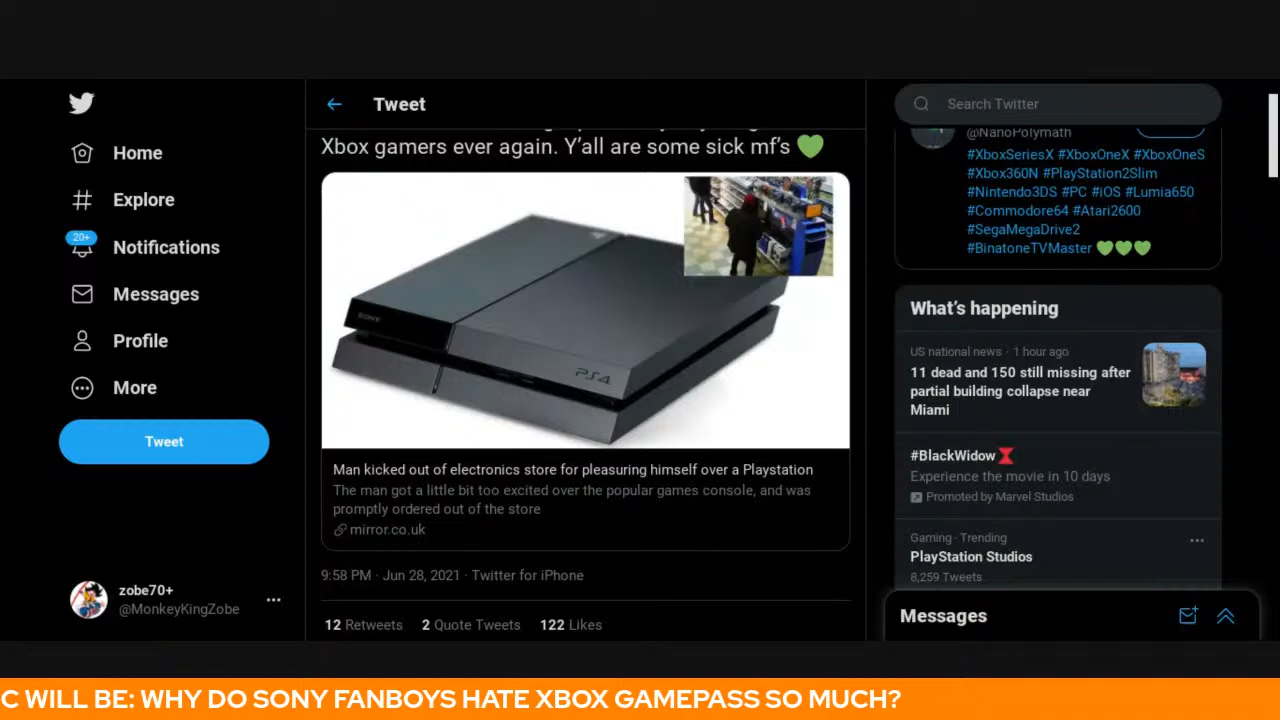 Home
Explore
20+
Notifications
Messages
Profile
More
Tweet
zobe70+
@MonkeyKingZobe
Tweet
Xbox gamers ever again. Y'all are some sick mf's 💚
SONY
PS4
Man kicked out of electronics store for pleasuring himself over a Playstation
The man got a little bit too excited over the popular games console, and was
promptly ordered out of the store
mirror.co.uk
9:58 PM · Jun 28, 2021 · Twitter for iPhone
12 Retweets 2 Quote Tweets 122 Likes
Search Twitter
@NanoPolymath
#XboxSeriesX #XboxOneX #XboxOneS
#Xbox360N #PlayStation2Slim
#Nintendo3DS #PC #iOS #Lumia650
#Commodore64 #Atari2600
#SegaMegaDrive2
#BinatoneTVMaster 💚💚💚
What's happening
US national news · 1 hour ago
11 dead and 150 still missing after
partial building collapse near
Miami
#BlackWidow
Experience the movie in 10 days
Promoted by Marvel Studios
Gaming · Trending
PlayStation Studios
8,259 Tweets
Messages
C WILL BE: WHY DO SONY FANBOYS HATE XBOX GAMEPASS SO MUCH?